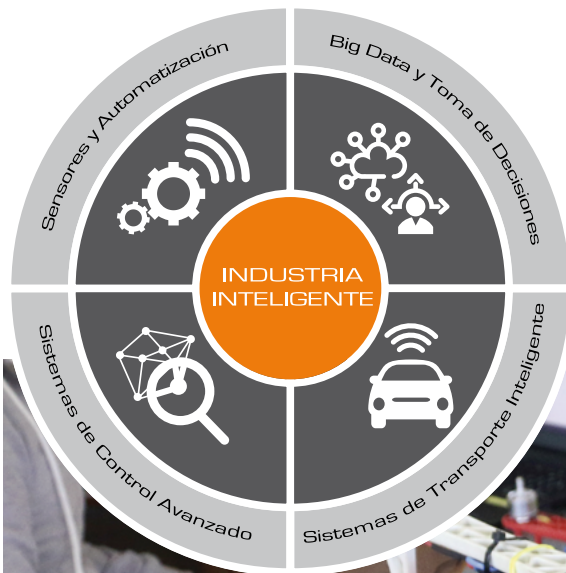 Sensores y Automatización
Big Data y Toma de Decisiones
INDUSTRIA
INTELIGENTE
Sistemas de Control Avanzado
Sistemas de Transporte Inteligente